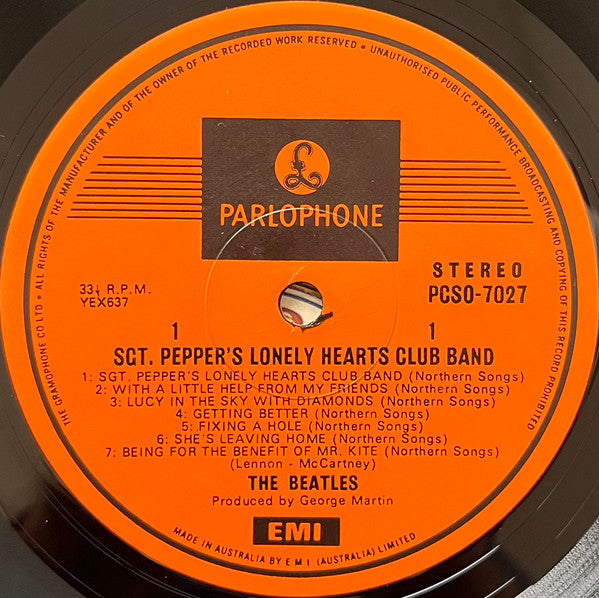 THE GRAMOPHONE CO LTD • ALL RIGHTS OF THE MANUFACTURER AND OF THE OWNER OF THE RECORDED WORK RESERVED • UNAUTHORISED PUBLIC PERFORMANCE BROADCASTING AND COPYING OF THIS RECORD PROHIBITED
£
PARLOPHONE
33⅓ R.P.M.
YEX637
STEREO
PCSO-7027
1 1
SGT. PEPPER'S LONELY HEARTS CLUB BAND
1: SGT. PEPPER'S LONELY HEARTS CLUB BAND (Northern Songs)
2: WITH A LITTLE HELP FROM MY FRIENDS (Northern Songs)
3: LUCY IN THE SKY WITH DIAMONDS (Northern Songs)
4: GETTING BETTER (Northern Songs)
5: FIXING A HOLE (Northern Songs)
6: SHE'S LEAVING HOME (Northern Songs)
7: BEING FOR THE BENEFIT OF MR. KITE (Northern Songs)
(Lennon - McCartney)
THE BEATLES
Produced by George Martin
EMI
MADE IN AUSTRALIA BY E M I (AUSTRALIA) LIMITED